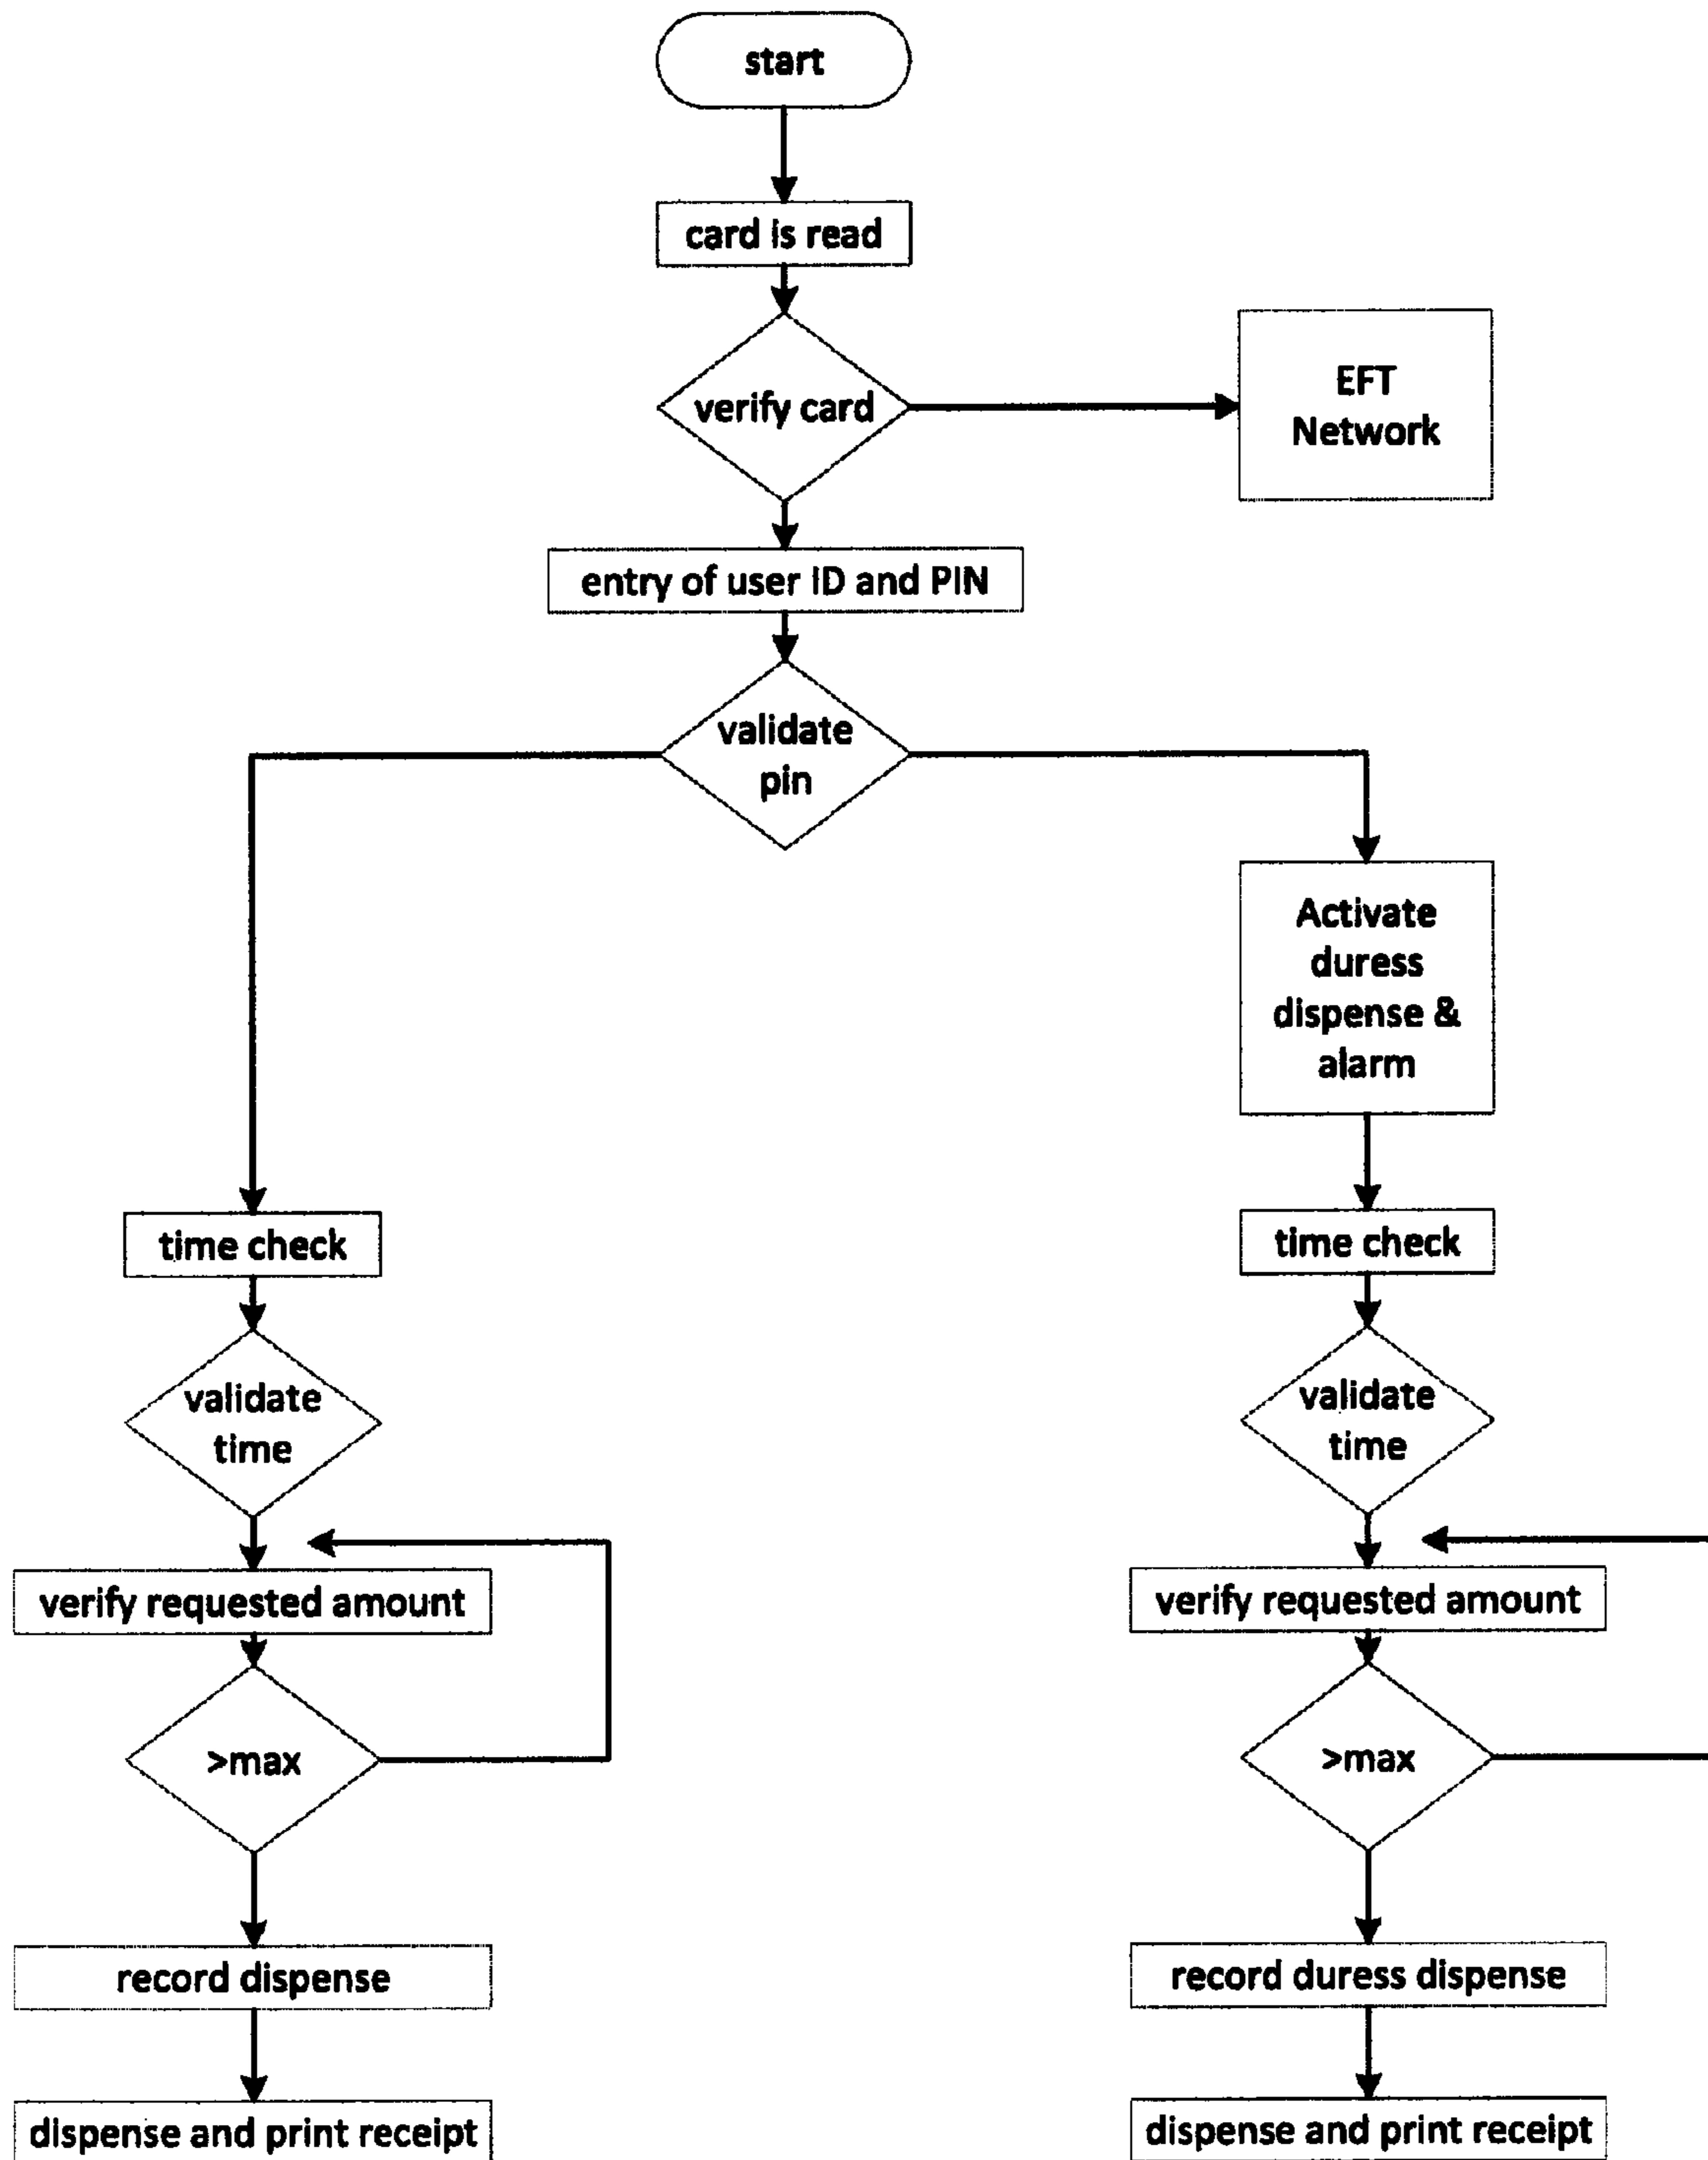 start
card is read
verify card
EFT
Network
entry of user ID and PIN
validate
pin
Activate
duress
dispense &
alarm
time check
time check
validate
time
validate
time
verify requested amount
verify requested amount
>max
>max
record dispense
record duress dispense
dispense and print receipt
dispense and print receipt